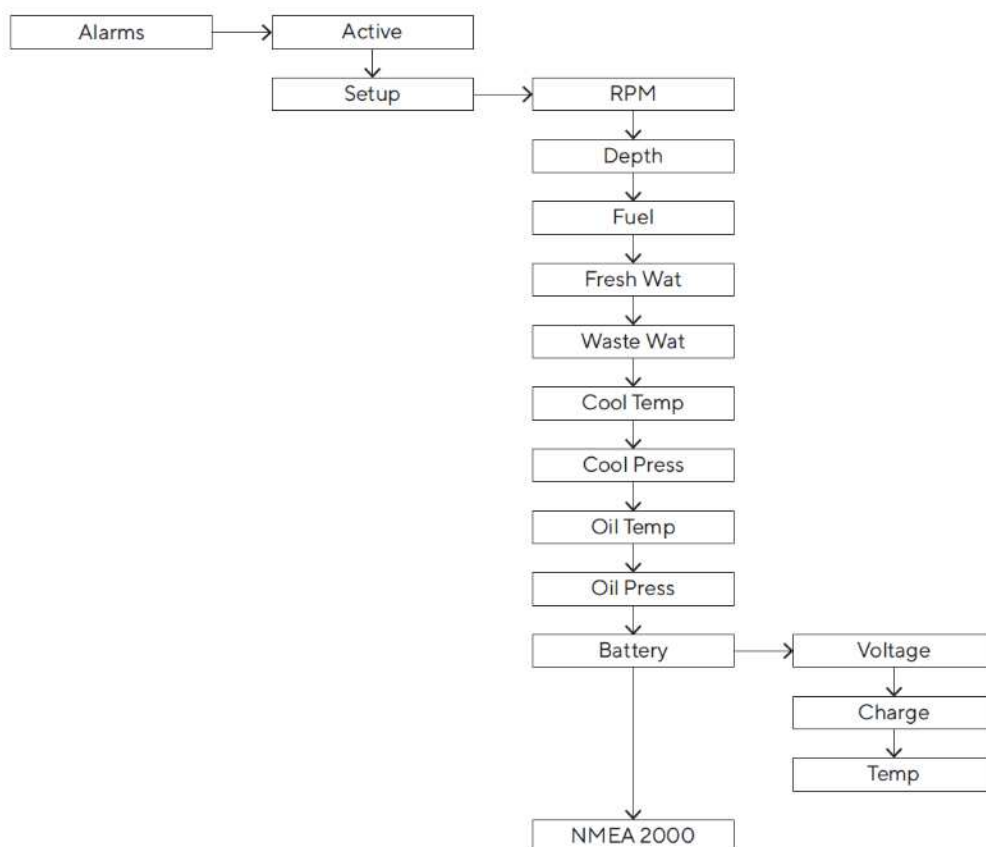 Alarms
Active
Setup
RPM
Depth
Fuel
Fresh Wat
Waste Wat
Cool Temp
Cool Press
Oil Temp
Oil Press
Battery
Voltage
Charge
Temp
NMEA 2000